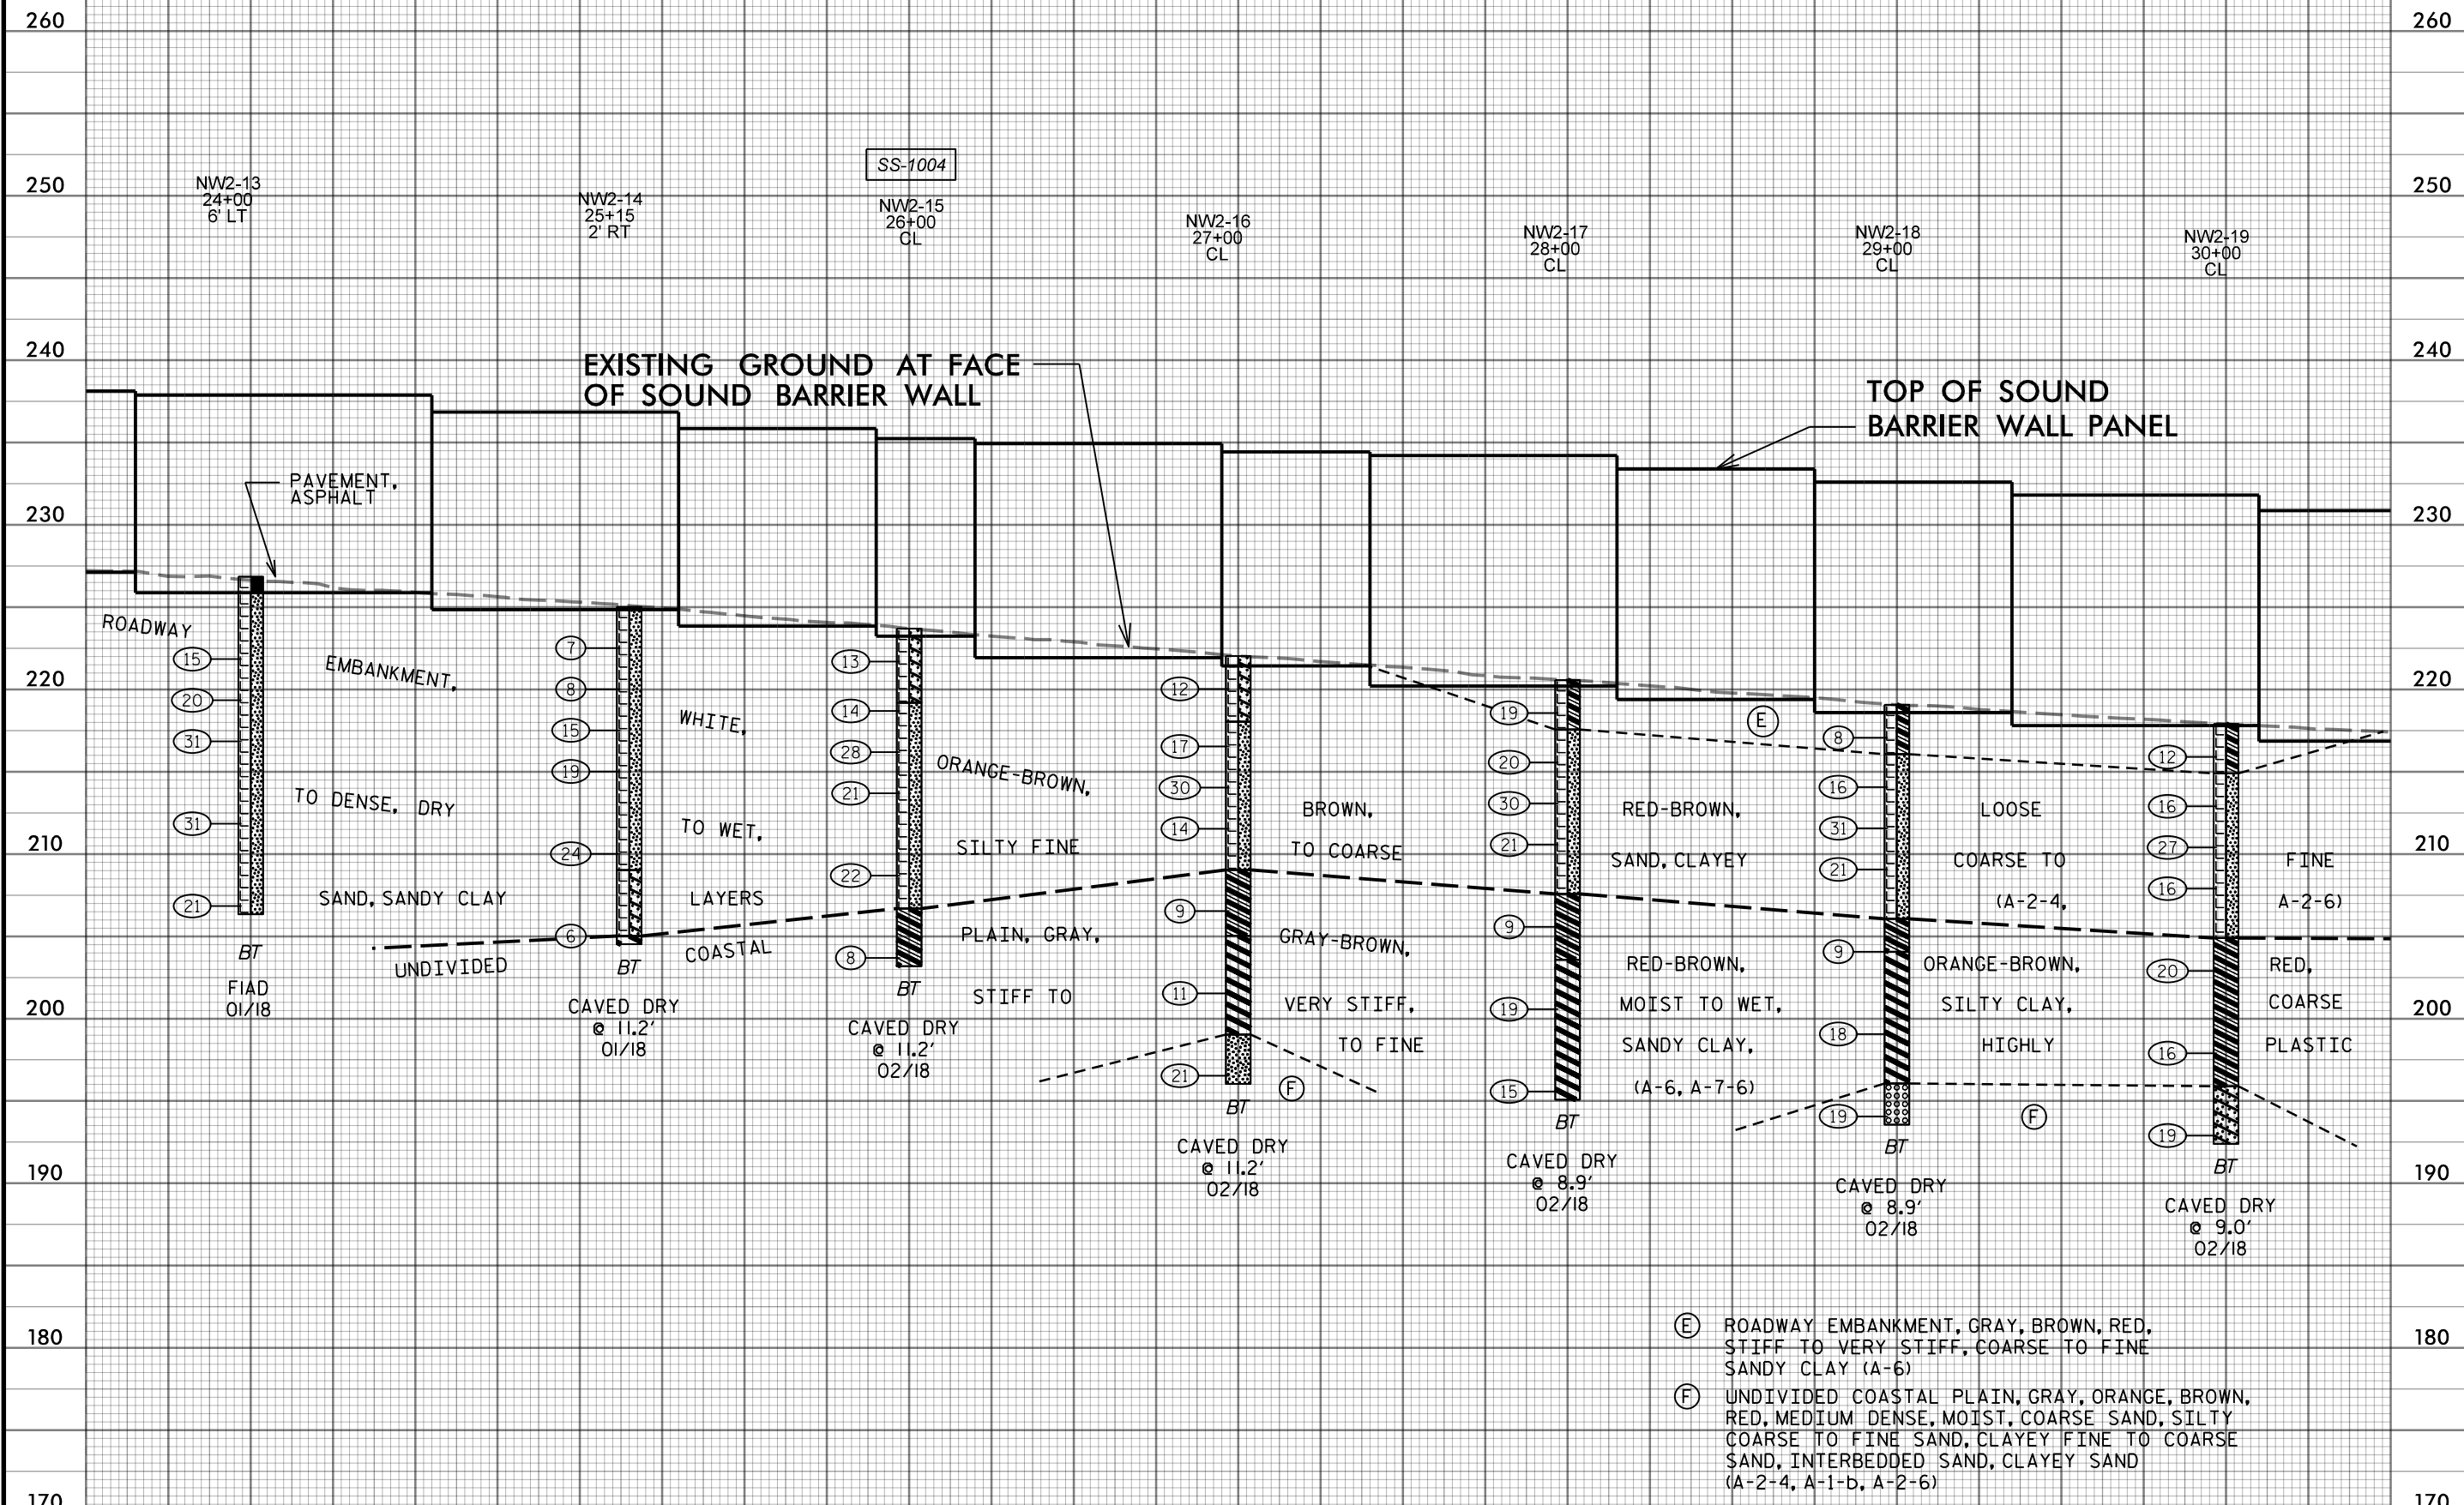 260
260
250
250
240
240
230
230
220
220
210
210
200
200
190
190
180
180
170
170
NW2-13
24+00
6' LT
NW2-14
25+15
2' RT
SS-1004
NW2-15
26+00
CL
NW2-16
27+00
CL
NW2-17
28+00
CL
NW2-18
29+00
CL
NW2-19
30+00
CL
EXISTING GROUND AT FACE
OF SOUND BARRIER WALL
TOP OF SOUND
BARRIER WALL PANEL
PAVEMENT,
ASPHALT
ROADWAY
EMBANKMENT,
WHITE,
ORANGE-BROWN,
BROWN,
RED-BROWN,
LOOSE
TO DENSE, DRY
TO WET,
SILTY FINE
TO COARSE
SAND, CLAYEY
COARSE TO
FINE
SAND, SANDY CLAY
LAYERS
(A-2-4,
A-2-6)
UNDIVIDED
COASTAL
PLAIN, GRAY,
GRAY-BROWN,
RED-BROWN,
ORANGE-BROWN,
RED,
STIFF TO
VERY STIFF,
MOIST TO WET,
SILTY CLAY,
COARSE
TO FINE
SANDY CLAY,
HIGHLY
PLASTIC
(A-6, A-7-6)
15
20
31
31
21
BT
FIAD
01/18
7
8
15
19
24
6
BT
CAVED DRY
@ 11.2'
01/18
13
14
28
21
22
8
BT
CAVED DRY
@ 11.2'
02/18
12
17
30
14
9
11
21
BT
CAVED DRY
@ 11.2'
02/18
F
19
20
30
21
9
19
15
BT
CAVED DRY
@ 8.9'
02/18
E
8
16
31
21
9
18
19
BT
CAVED DRY
@ 8.9'
02/18
F
12
16
27
16
20
16
19
BT
CAVED DRY
@ 9.0'
02/18
E ROADWAY EMBANKMENT, GRAY, BROWN, RED,
STIFF TO VERY STIFF, COARSE TO FINE
SANDY CLAY (A-6)
F UNDIVIDED COASTAL PLAIN, GRAY, ORANGE, BROWN,
RED, MEDIUM DENSE, MOIST, COARSE SAND, SILTY
COARSE TO FINE SAND, CLAYEY FINE TO COARSE
SAND, INTERBEDDED SAND, CLAYEY SAND
(A-2-4, A-1-b, A-2-6)